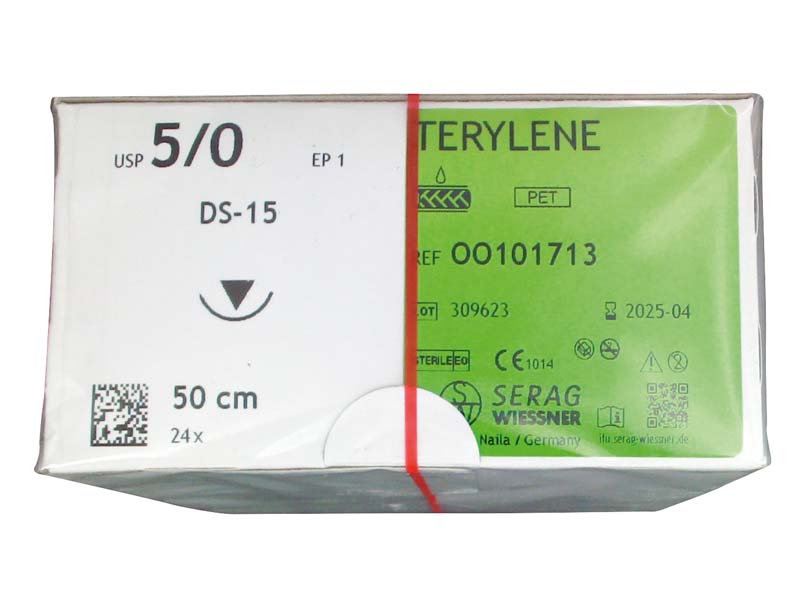 USP 5/0 EP 1
DS-15
50 cm
24x
TERYLENE
PET
REF OO101713
LOT 309623 2025-04
STERILE EO CE 1014
SERAG
WIESSNER
Naila / Germany
ifu.serag-wiessner.de